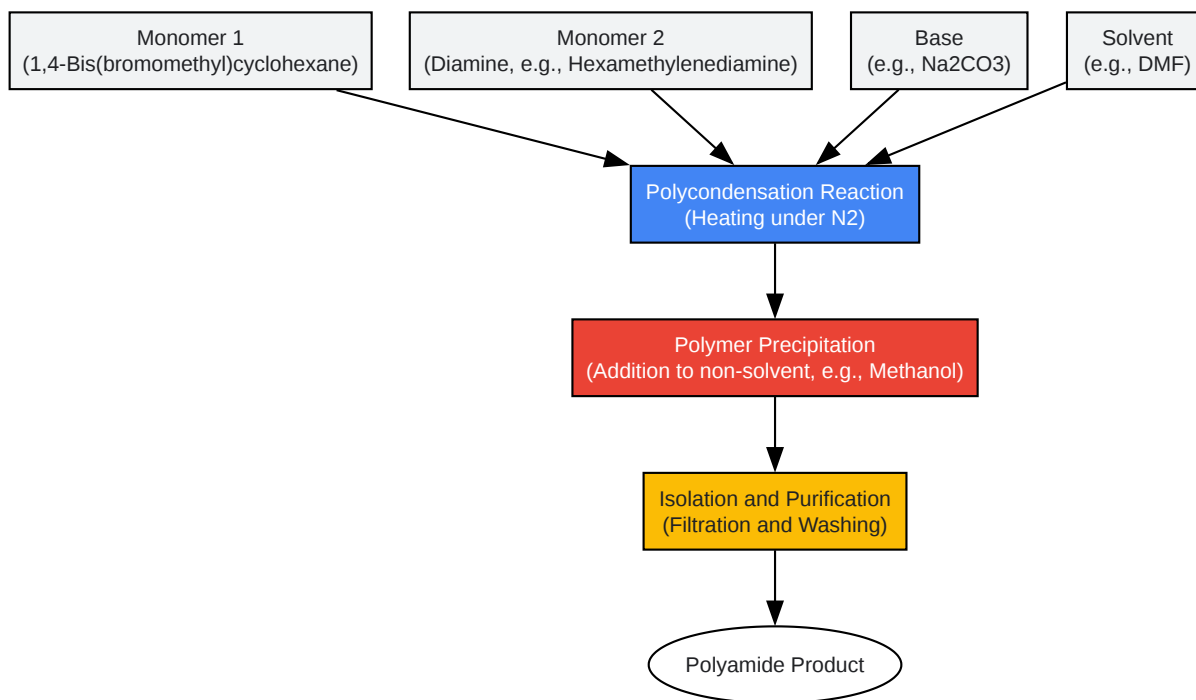 Monomer 1
(1,4-Bis(bromomethyl)cyclohexane)
Monomer 2
(Diamine, e.g., Hexamethylenediamine)
Base
(e.g., Na2CO3)
Solvent
(e.g., DMF)
Polycondensation Reaction
(Heating under N2)
Polymer Precipitation
(Addition to non-solvent, e.g., Methanol)
Isolation and Purification
(Filtration and Washing)
Polyamide Product